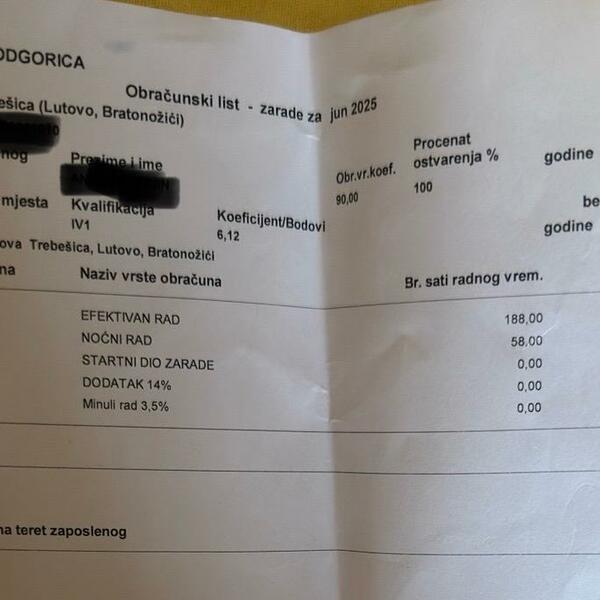 ODGORICA
Obračunski list - zarade za jun 2025
ešica (Lutovo, Bratonožići)
nog Prezime i ime Obr.vr.koef. Procenat ostvarenja % godine
90,00 100
mjesta Kvalifikacija Koeficijent/Bodovi be
IV1 6,12 godine
ova Trebešica, Lutovo, Bratonožići
na Naziv vrste obračuna Br. sati radnog vrem.
EFEKTIVAN RAD 188,00
NOĆNI RAD 58,00
STARTNI DIO ZARADE 0,00
DODATAK 14% 0,00
Minuli rad 3,5% 0,00
na teret zaposlenog